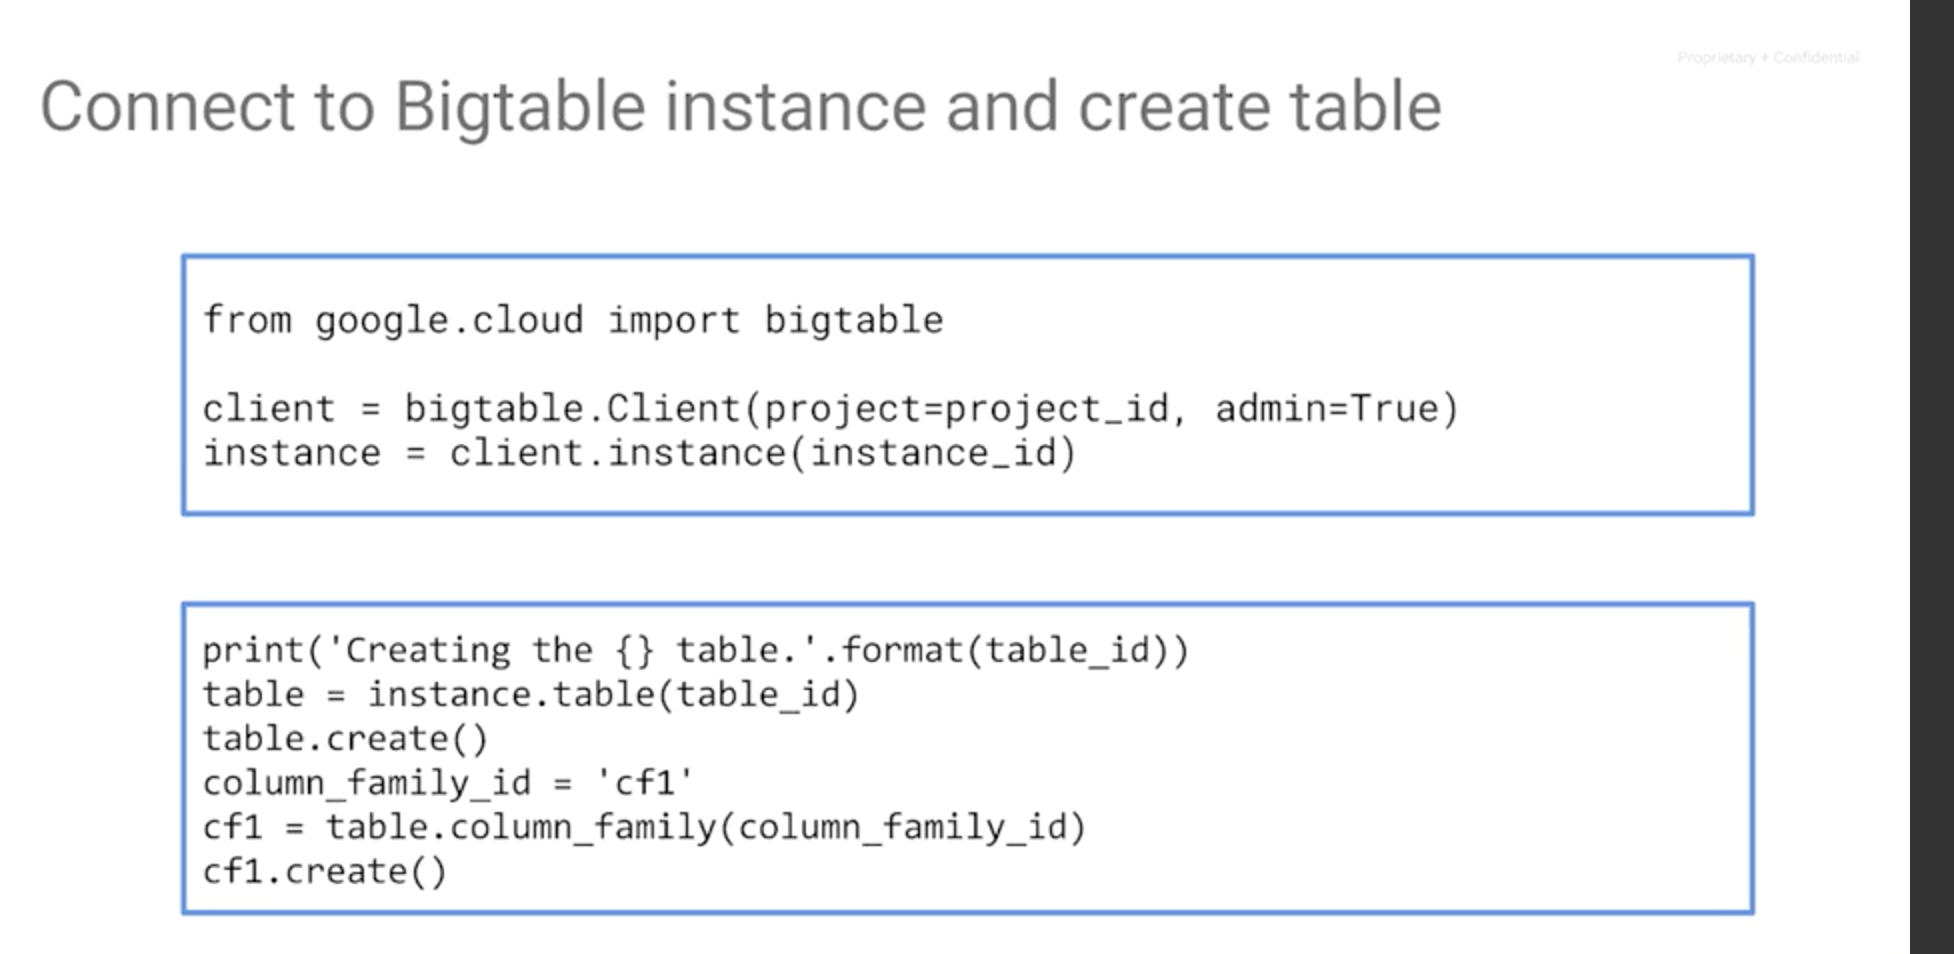 Proprietary + Confidential
Connect to Bigtable instance and create table
from google.cloud import bigtable
client = bigtable.Client(project=project_id, admin=True)
instance = client.instance(instance_id)
print('Creating the {} table.'.format(table_id))
table = instance.table(table_id)
table.create()
column_family_id = 'cf1'
cf1 = table.column_family(column_family_id)
cf1.create()